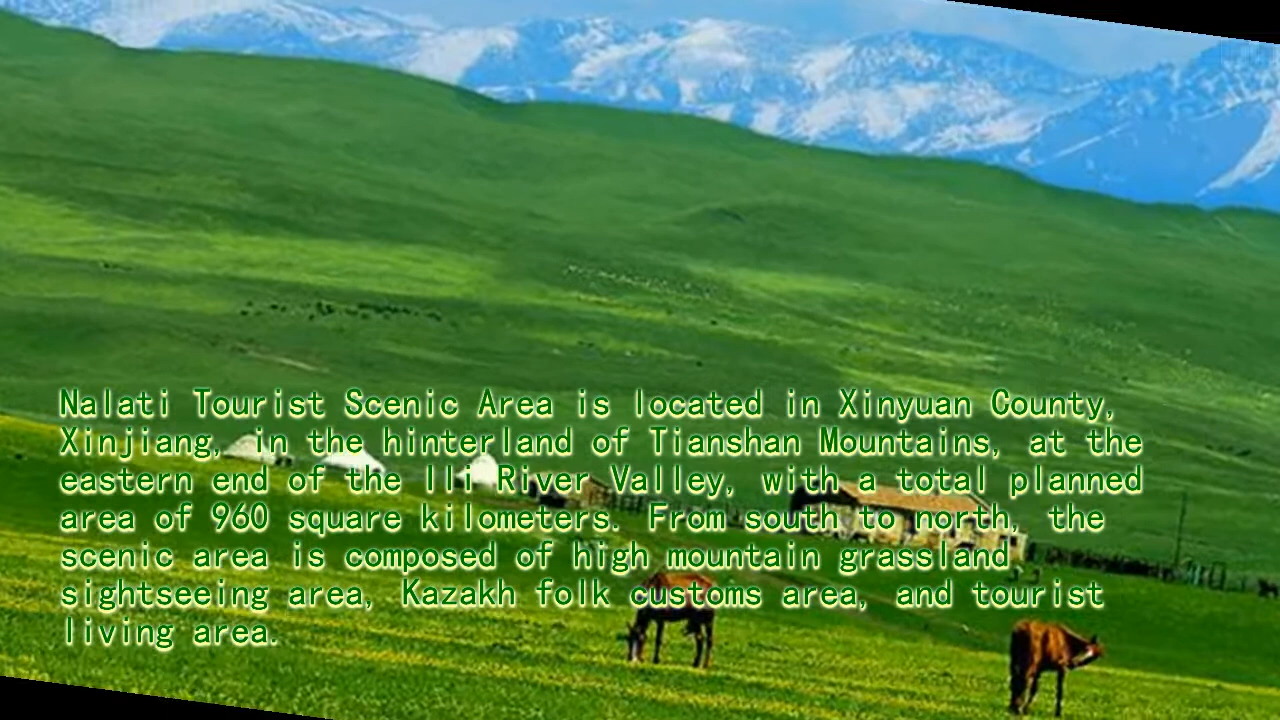 Nalati Tourist Scenic Area is located in Xinyuan County,
Xinjiang, in the hinterland of Tianshan Mountains, at the
eastern end of the Ili River Valley, with a total planned
area of 960 square kilometers. From south to north, the
scenic area is composed of high mountain grassland
sightseeing area, Kazakh folk customs area, and tourist
living area.